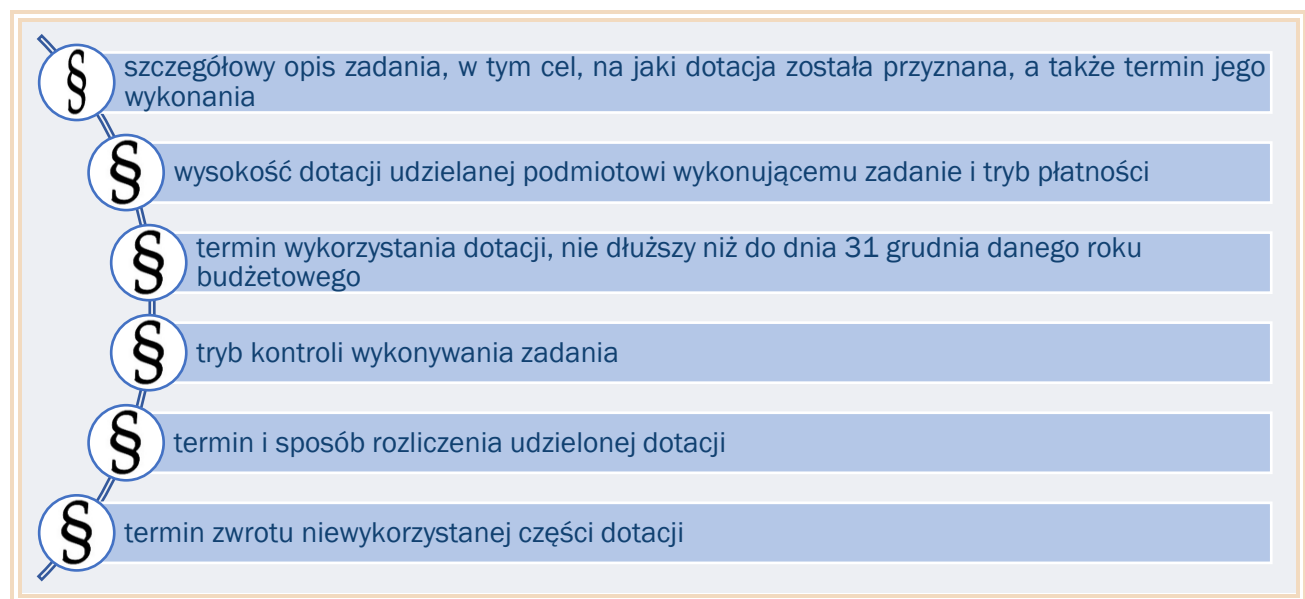 § szczegółowy opis zadania, w tym cel, na jaki dotacja została przyznana, a także termin jego
wykonania
§ wysokość dotacji udzielanej podmiotowi wykonującemu zadanie i tryb płatności
§ termin wykorzystania dotacji, nie dłuższy niż do dnia 31 grudnia danego roku
budżetowego
§ tryb kontroli wykonywania zadania
§ termin i sposób rozliczenia udzielonej dotacji
§ termin zwrotu niewykorzystanej części dotacji